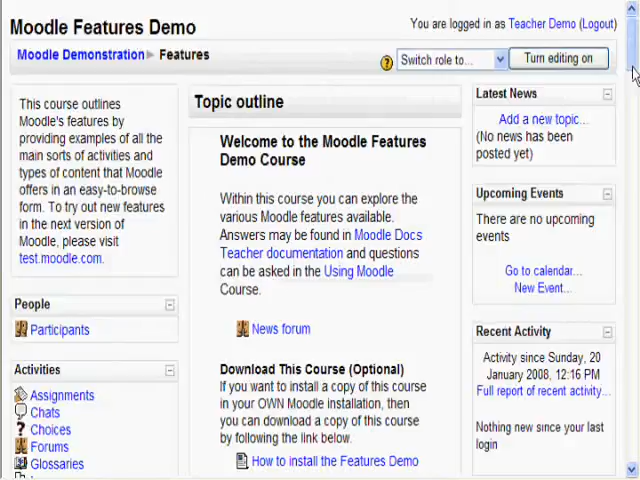 Moodle Features Demo
You are logged in as Teacher Demo (Logout)
Moodle Demonstration ▶ Features
Switch role to...
Turn editing on
This course outlines
Moodle's features by
providing examples of all the
main sorts of activities and
types of content that Moodle
offers in an easy-to-browse
form. To try out new features
in the next version of
Moodle, please visit
test.moodle.com.
People
Participants
Activities
Assignments
Chats
Choices
Forums
Glossaries
Topic outline
Welcome to the Moodle Features
Demo Course
Within this course you can explore the
various Moodle features available.
Answers may be found in Moodle Docs
Teacher documentation and questions
can be asked in the Using Moodle
Course.
News forum
Download This Course (Optional)
If you want to install a copy of this course
in your OWN Moodle installation, then
you can download a copy of this course
by following the link below.
How to install the Features Demo
Latest News
Add a new topic...
(No news has been
posted yet)
Upcoming Events
There are no upcoming
events
Go to calendar...
New Event...
Recent Activity
Activity since Sunday, 20
January 2008, 12:16 PM
Full report of recent activity...
Nothing new since your last
login